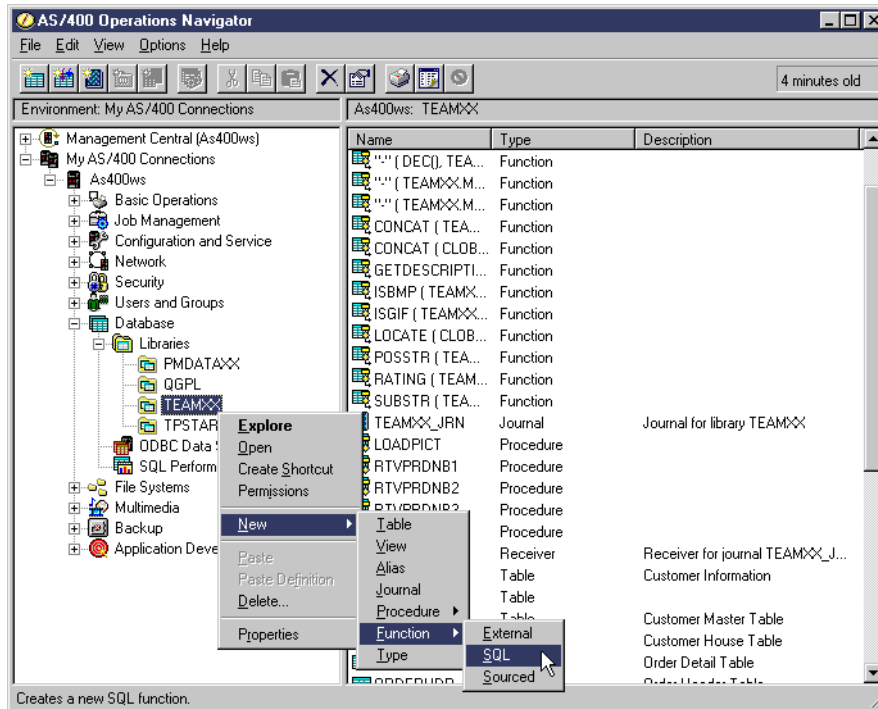 AS/400 Operations Navigator
File Edit View Options Help
4 minutes old
Environment: My AS/400 Connections
As400ws: TEAMXX
Management Central (As400ws)
My AS/400 Connections
As400ws
Basic Operations
Job Management
Configuration and Service
Network
Security
Users and Groups
Database
Libraries
PMDATAXX
QGPL
TEAMXX
TPSTAR
ODBC Data
SQL Perform
File Systems
Multimedia
Backup
Application Deve
Name Type Description
"-" ( DEC(), TEA... Function
"-" ( TEAMXX.M... Function
"-" ( TEAMXX.M... Function
CONCAT ( TEA... Function
CONCAT ( CLOB... Function
GETDESCRIPTI... Function
ISBMP ( TEAMX... Function
ISGIF ( TEAMXX... Function
LOCATE ( CLOB... Function
POSSTR ( TEA... Function
RATING ( TEAM... Function
SUBSTR ( TEA... Function
TEAMXX_JRN Journal Journal for library TEAMXX
LOADPICT Procedure
RTVPRDNB1 Procedure
RTVPRDNB2 Procedure
RTVPRDNB3 Procedure
Procedure
Receiver Receiver for journal TEAMXX_J...
Table Customer Information
Table
Table Customer Master Table
Customer House Table
Order Detail Table
Order Header Table
Explore
Open
Create Shortcut
Permissions
New
Paste
Paste Definition
Delete...
Properties
Table
View
Alias
Journal
Procedure
Function
Type
External
SQL
Sourced
Creates a new SQL function.